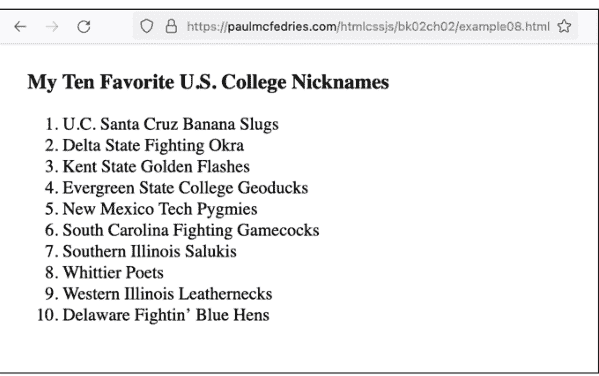 https://paulmcfedries.com/htmlcssjs/bk02ch02/example08.html
My Ten Favorite U.S. College Nicknames
1. U.C. Santa Cruz Banana Slugs
2. Delta State Fighting Okra
3. Kent State Golden Flashes
4. Evergreen State College Geoducks
5. New Mexico Tech Pygmies
6. South Carolina Fighting Gamecocks
7. Southern Illinois Salukis
8. Whittier Poets
9. Western Illinois Leathernecks
10. Delaware Fightin’ Blue Hens